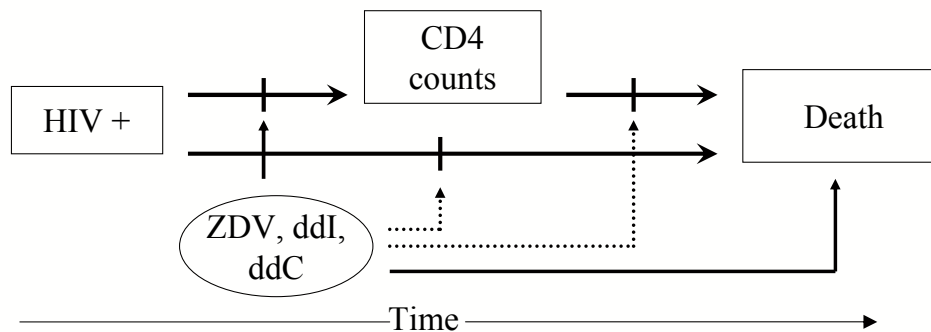 CD4
counts
HIV +
Death
ZDV, ddI,
ddC
Time